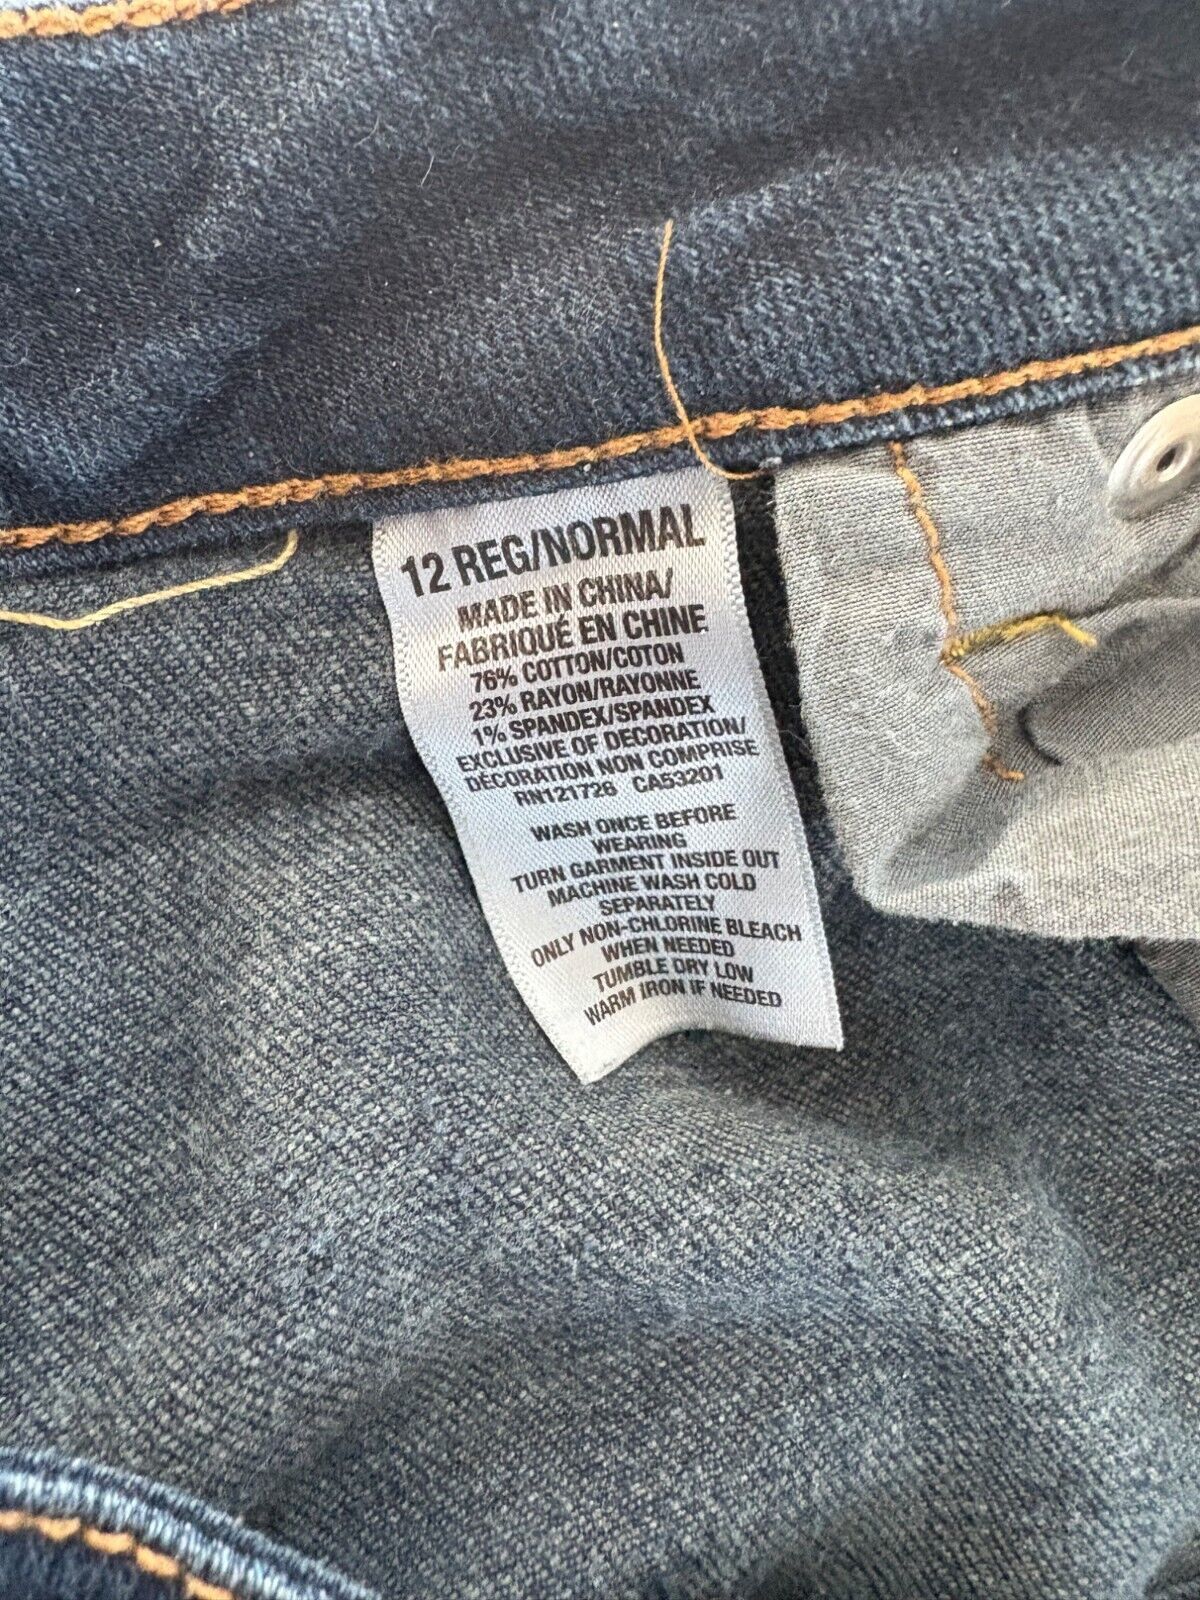 12 REG/NORMAL
MADE IN CHINA/
FABRIQUÉ EN CHINE
76% COTTON/COTON
23% RAYON/RAYONNE
1% SPANDEX/SPANDEX
EXCLUSIVE OF DECORATION/
DÉCORATION NON COMPRISE
RN121726 CA53201
WASH ONCE BEFORE
WEARING
TURN GARMENT INSIDE OUT
MACHINE WASH COLD
SEPARATELY
ONLY NON-CHLORINE BLEACH
WHEN NEEDED
TUMBLE DRY LOW
WARM IRON IF NEEDED